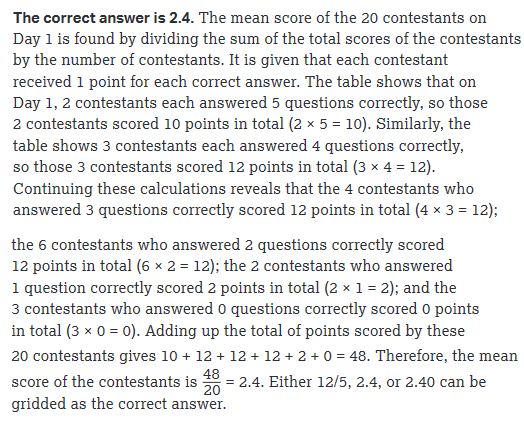 The correct answer is 2.4. The mean score of the 20 contestants on
Day 1 is found by dividing the sum of the total scores of the contestants
by the number of contestants. It is given that each contestant
received 1 point for each correct answer. The table shows that on
Day 1, 2 contestants each answered 5 questions correctly, so those
2 contestants scored 10 points in total (2 × 5 = 10). Similarly, the
table shows 3 contestants each answered 4 questions correctly,
so those 3 contestants scored 12 points in total (3 × 4 = 12).
Continuing these calculations reveals that the 4 contestants who
answered 3 questions correctly scored 12 points in total (4 × 3 = 12);
the 6 contestants who answered 2 questions correctly scored
12 points in total (6 × 2 = 12); the 2 contestants who answered
1 question correctly scored 2 points in total (2 × 1 = 2); and the
3 contestants who answered 0 questions correctly scored 0 points
in total (3 × 0 = 0). Adding up the total of points scored by these
20 contestants gives 10 + 12 + 12 + 12 + 2 + 0 = 48. Therefore, the mean
score of the contestants is 48/20 = 2.4. Either 12/5, 2.4, or 2.40 can be
gridded as the correct answer.